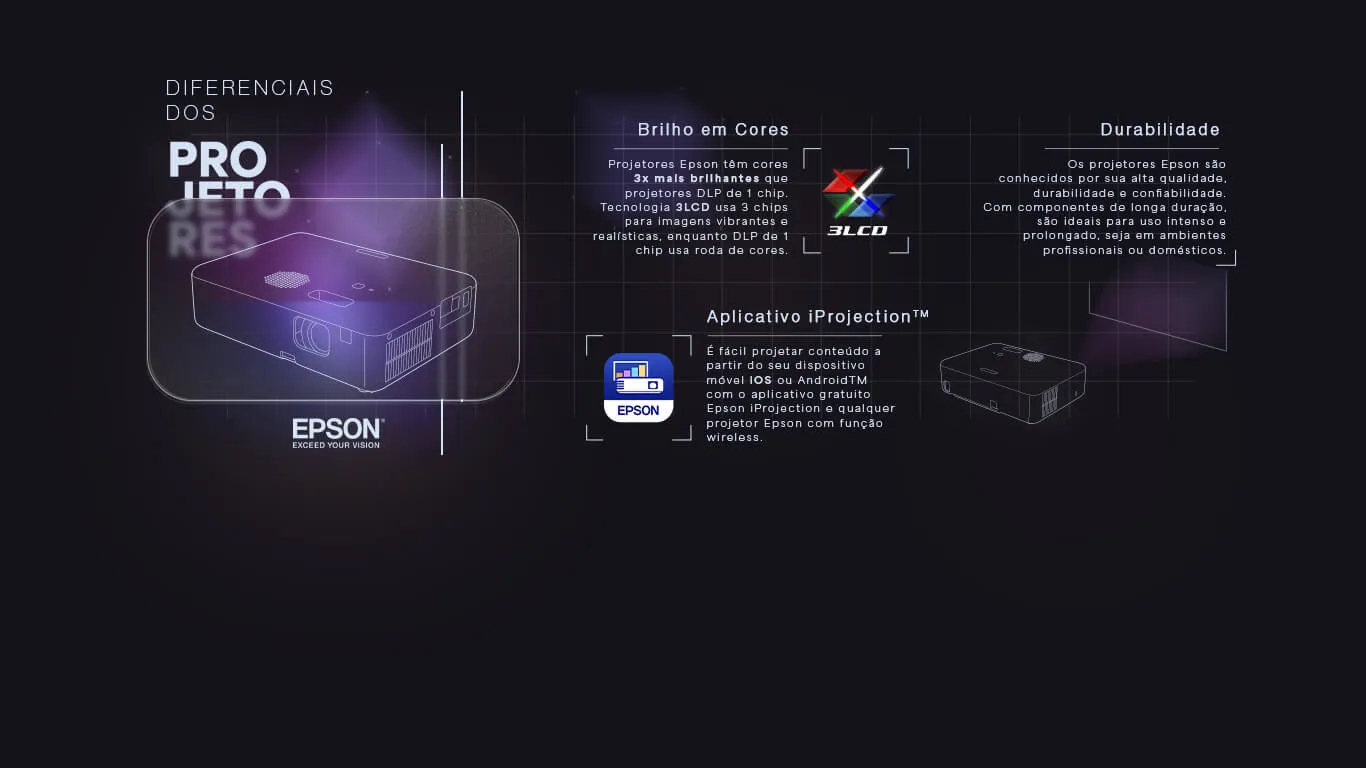 DIFERENCIAIS
DOS
PRO
JETO
RES
EPSON
EXCEED YOUR VISION
Brilho em Cores
Projetores Epson têm cores
3x mais brilhantes que
projetores DLP de 1 chip.
Tecnologia 3LCD usa 3 chips
para imagens vibrantes e
realísticas, enquanto DLP de 1
chip usa roda de cores.
3LCD
Durabilidade
Os projetores Epson são
conhecidos por sua alta qualidade,
durabilidade e confiabilidade.
Com componentes de longa duração,
são ideais para uso intenso e
prolongado, seja em ambientes
profissionais ou domésticos.
EPSON
Aplicativo iProjection™
É fácil projetar conteúdo a
partir do seu dispositivo
móvel IOS ou AndroidTM
com o aplicativo gratuito
Epson iProjection e qualquer
projetor Epson com função
wireless.